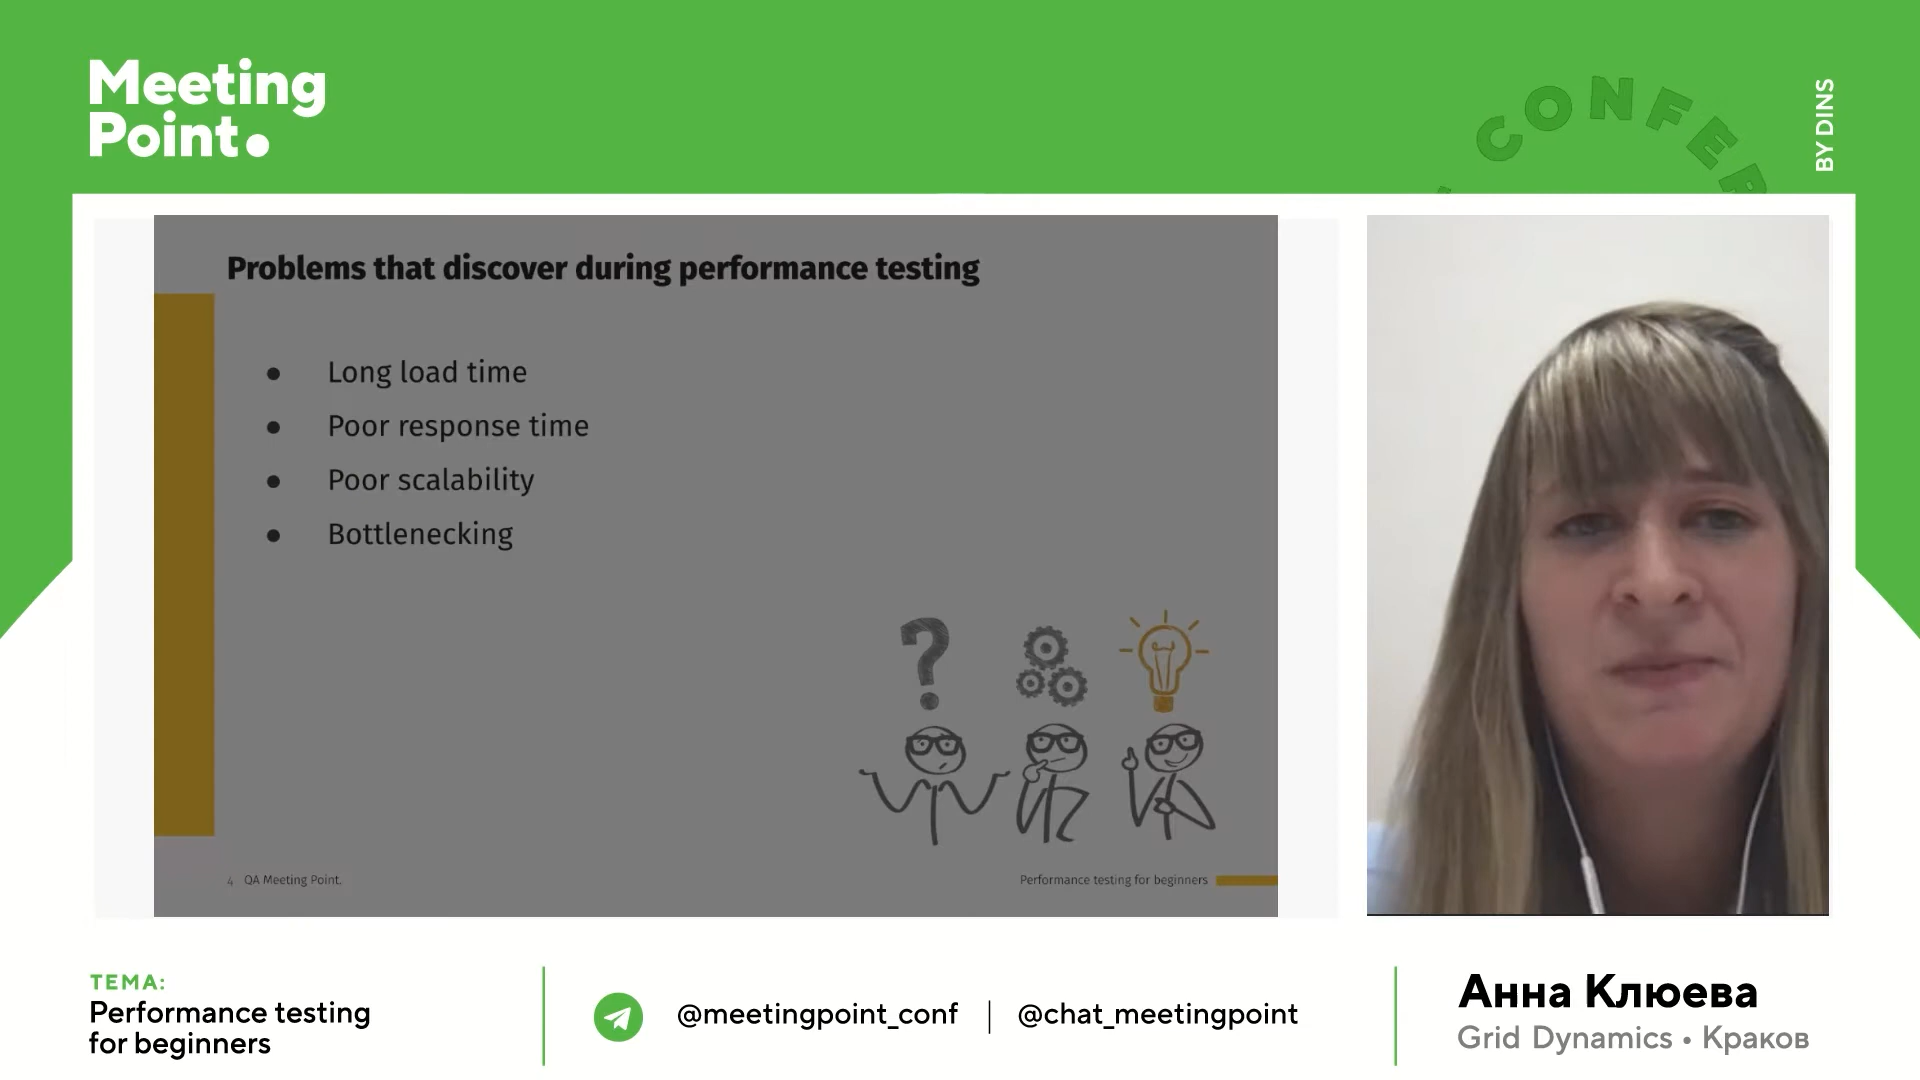 Meeting
Point.
CONFER
BY DINS
Problems that discover during performance testing
● Long load time
● Poor response time
● Poor scalability
● Bottlenecking
?
4 QA Meeting Point.
Performance testing for beginners
ТЕМА:
Performance testing
for beginners
@meetingpoint_conf | @chat_meetingpoint
Анна Клюева
Grid Dynamics • Краков